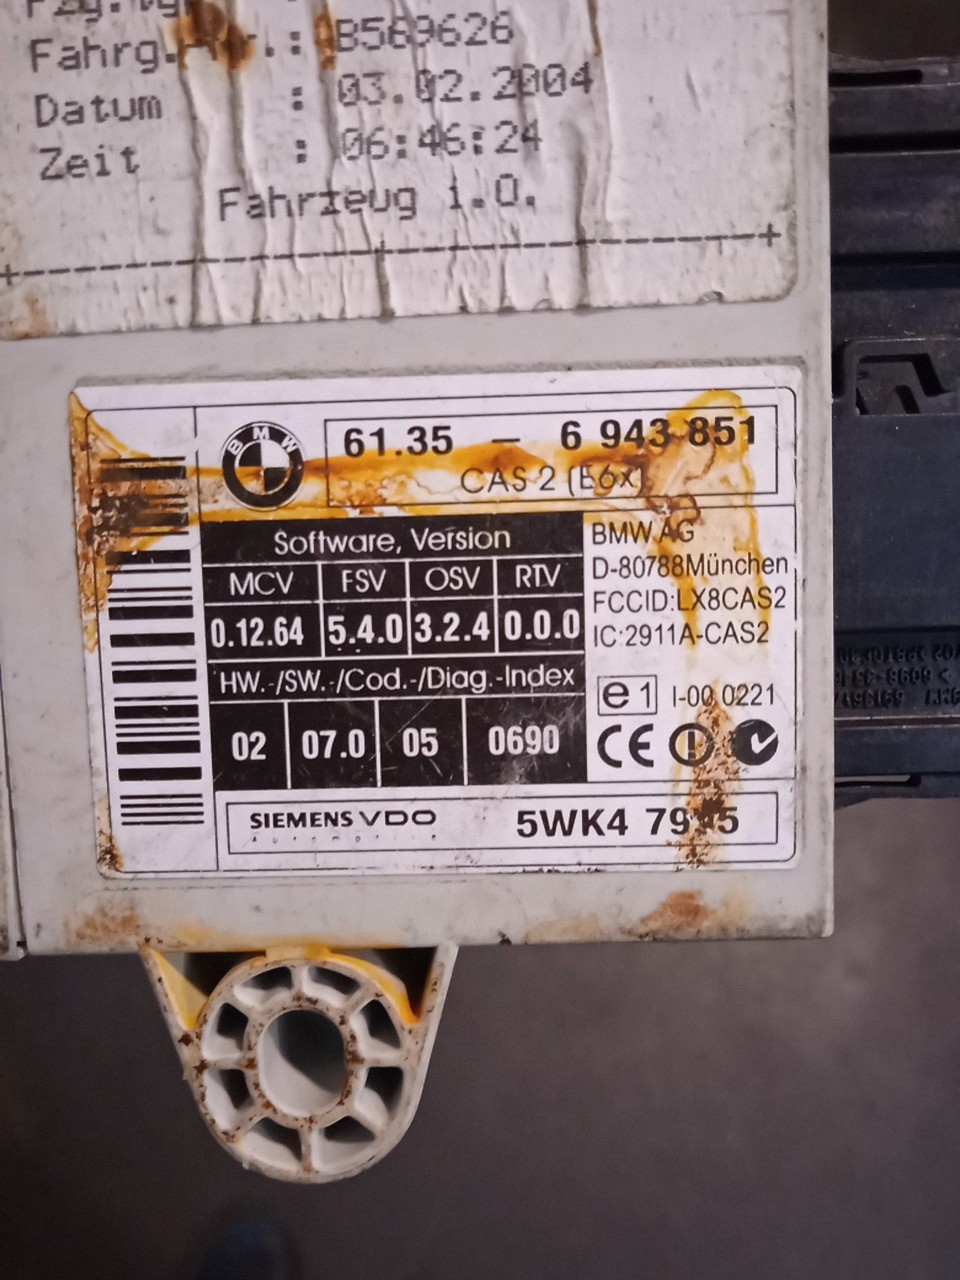 Fahrg.Nr.: B569626
Datum : 03.02.2004
Zeit : 06:46:24
Fahrzeug i.O.
BMW
61.35 – 6 943 851
CAS 2 (E6x)
Software, Version
MCV FSV OSV RTV
0.12.64 5.4.0 3.2.4 0.0.0
HW.-/SW.-/Cod.-/Diag.-Index
02 07.0 05 0690
BMW AG
D-80788München
FCCID:LX8CAS2
IC:2911A-CAS2
e1 I-00 0221
CE
SIEMENS VDO
Automotive
5WK4